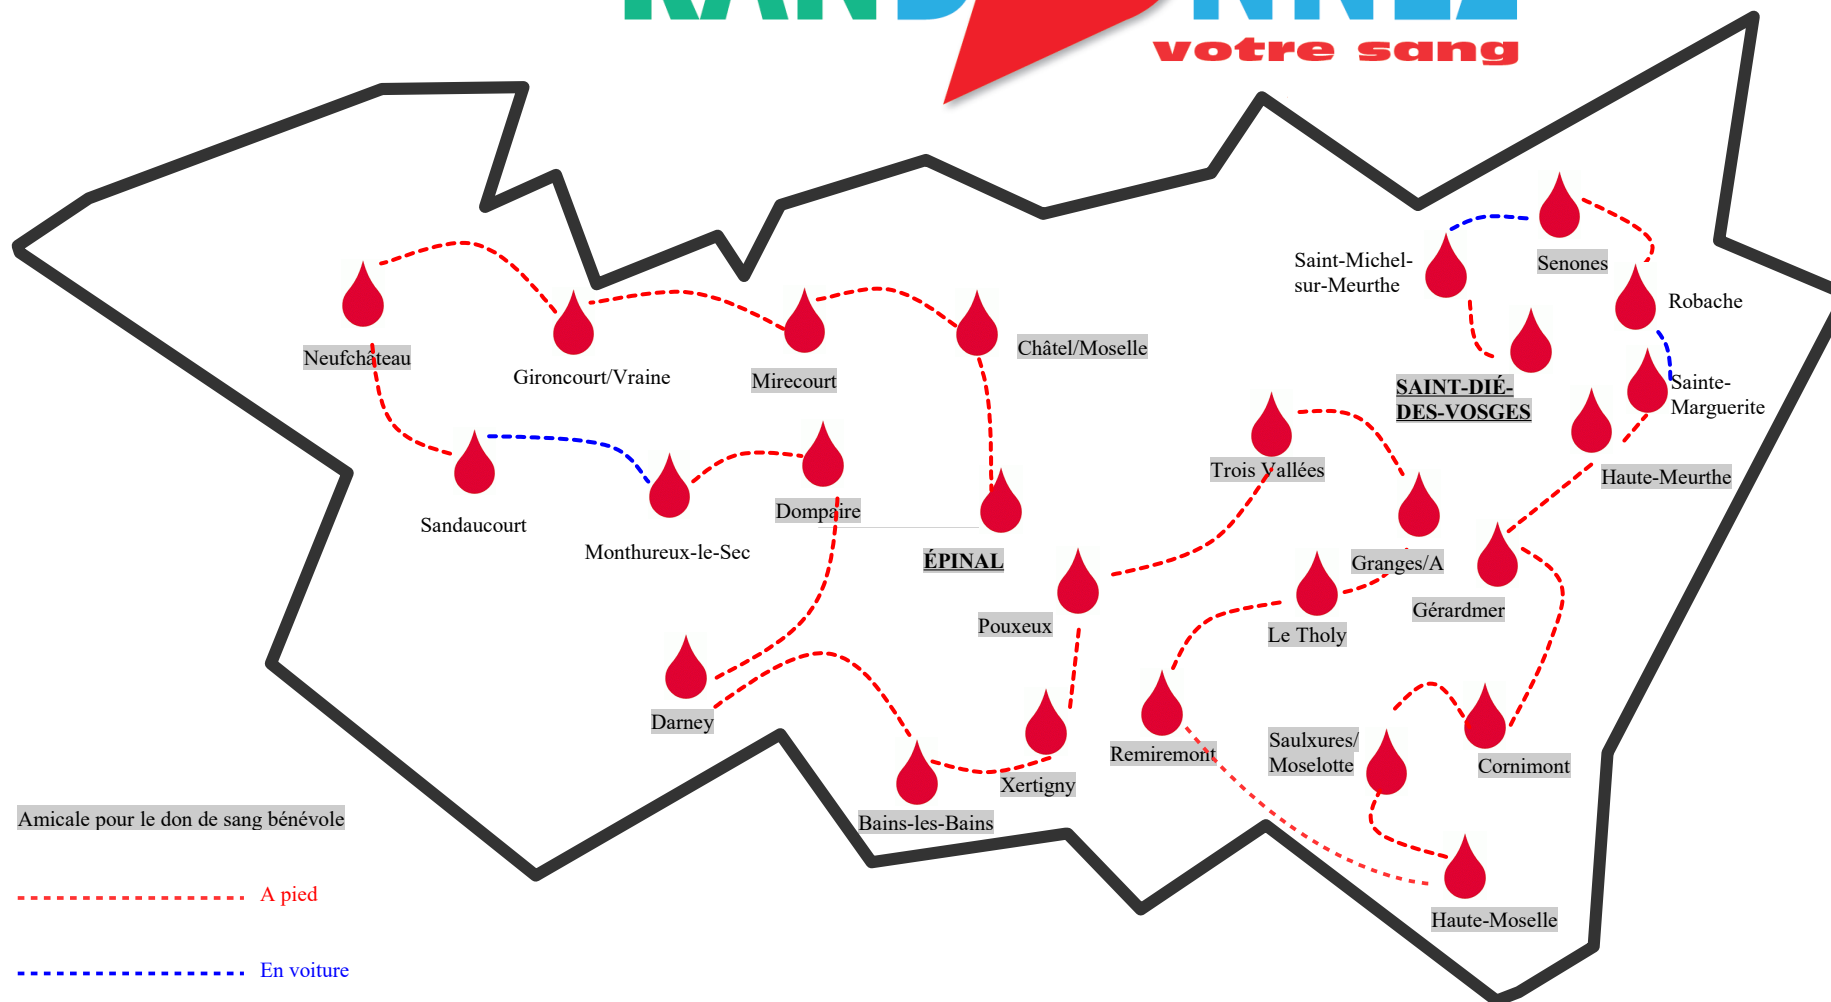 votre sang
Senones
Saint-Michel-
sur-Meurthe
Robache
Neufchâteau
Gironcourt/Vraine
Mirecourt
Châtel/Moselle
SAINT-DIÉ-
DES-VOSGES
Sainte-
Marguerite
Trois Vallées
Haute-Meurthe
Sandaucourt
Monthureux-le-Sec
Dompaire
ÉPINAL
Granges/A
Gérardmer
Pouxeux
Le Tholy
Darney
Xertigny
Remiremont
Saulxures/
Moselotte
Cornimont
Bains-les-Bains
Amicale pour le don de sang bénévole
A pied
Haute-Moselle
En voiture